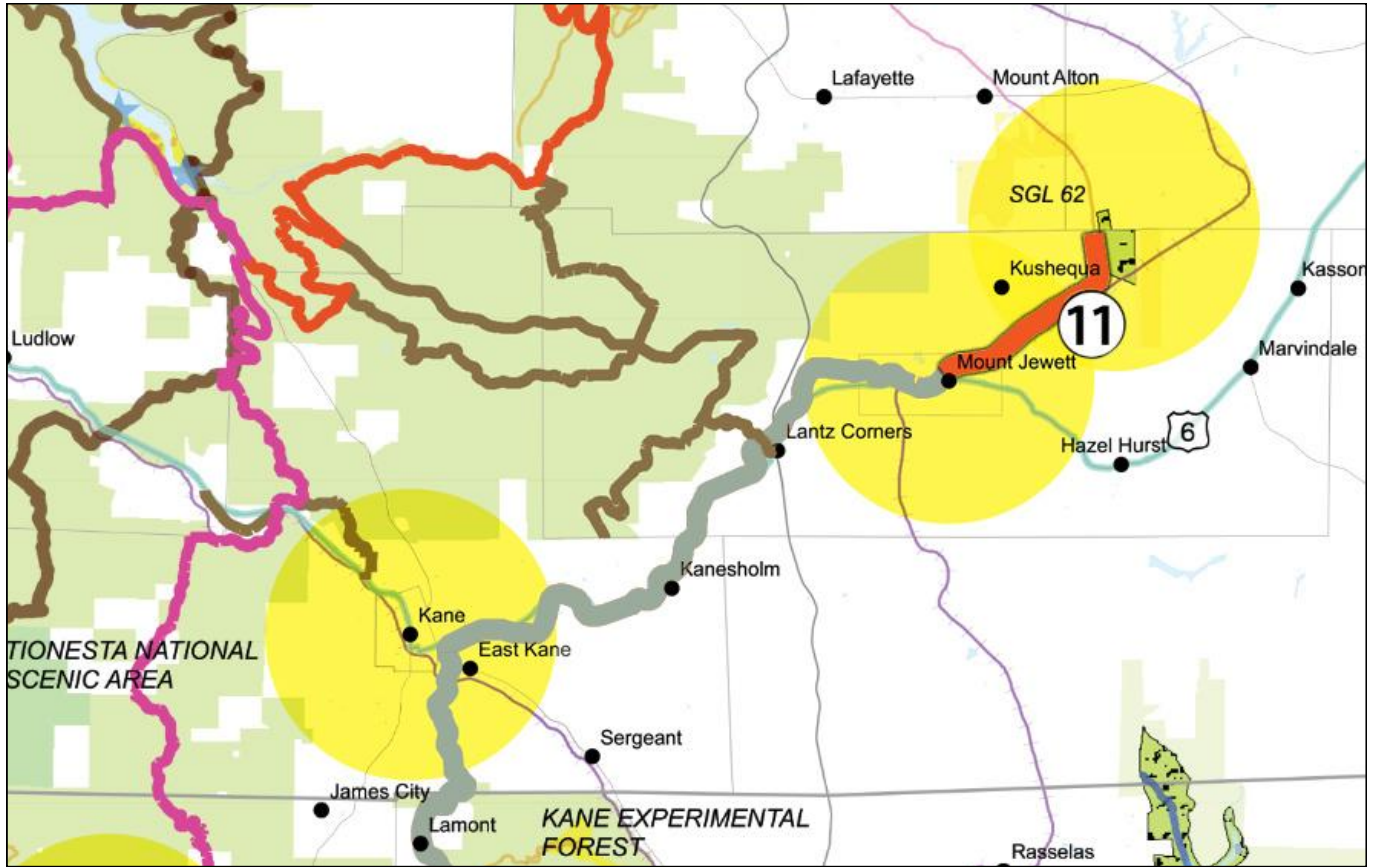 Lafayette
Mount Alton
SGL 62
Kushequa
Kasson
11
Ludlow
Mount Jewett
Marvindale
Lantz Corners
6
Hazel Hurst
Kanesholm
Kane
TIONESTA NATIONAL
SCENIC AREA
East Kane
Sergeant
James City
KANE EXPERIMENTAL
FOREST
Lamont
Rasselas